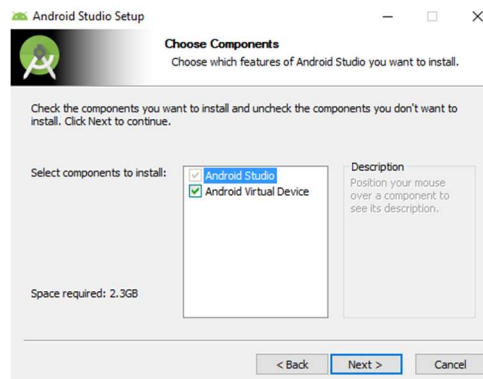 Android Studio Setup
Choose Components
Choose which features of Android Studio you want to install.
Check the components you want to install and uncheck the components you don't want to
install. Click Next to continue.
Select components to install:
Android Studio
Android Virtual Device
Description
Position your mouse
over a component to
see its description.
Space required: 2.3GB
< Back
Next >
Cancel